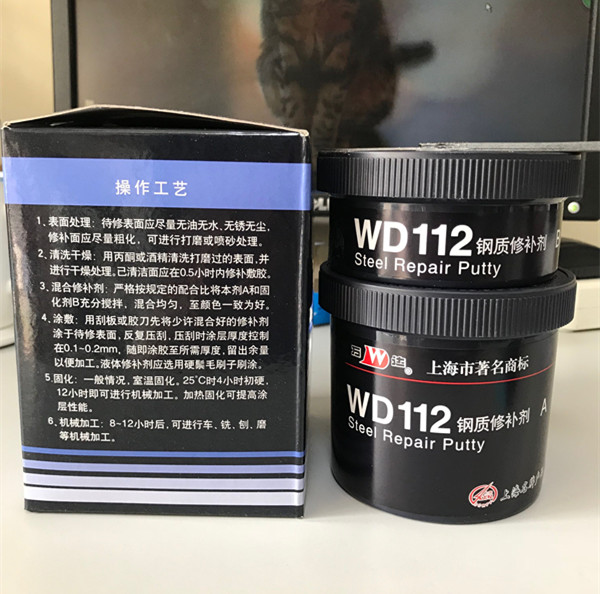 操作工艺
1、表面处理：待修表面应尽量无油无水、无锈无尘，
修补面应尽量粗化，可进行打磨或喷砂处理。
2、清洗干燥：用丙酮或酒精清洗打磨过的表面，并
进行干燥处理，已清洁面应在0.5小时内修补敷胶。
3、混合修补剂：严格按规定的配合比将本剂A和固
化剂B充分搅拌，混合均匀，至颜色一致为好。
4、涂敷：用刮板或胶刀先将少许混合好的修补剂
涂于待修表面，反复压刮，压刮时涂层厚度控制
在0.1~0.2mm，随即涂胶至所需厚度，留出余量
以便加工。液体修补剂应选用硬鬃毛刷子刷涂。
5、固化：一般情况，室温固化，25℃时4小时初硬，
12小时即可进行机械加工。加热固化可提高涂
层性能。
6、机械加工：8~12小时后，可进行车、铣、刨、磨
等机械加工。
WD112 钢质修补剂 B
Steel Repair Putty
万 W 达 ®
上海市著名商标
WD112 钢质修补剂 A
Steel Repair Putty
上海名牌产品